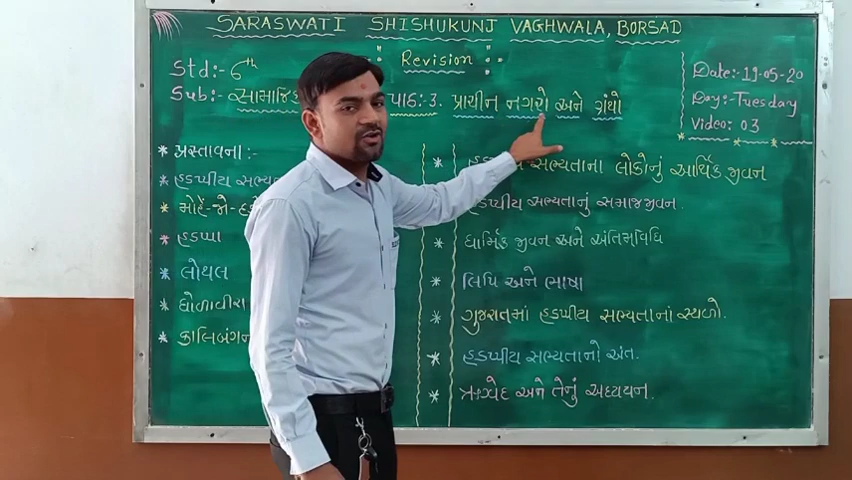 SARASWATI SHISHUKUNJ VAGHWALA, BORSAD
Revision
Std:- 6th
Date:-19-05-20
Sub:- પાઠ:-3. પ્રાચીન નગરો અને ગ્રંથો
Day:-Tuesday
Video: 03
* પ્રસ્તાવના :-
* હડપ્પીય
* હડપ્પા
* લોથલ
* ધોળાવીરા
* સભ્યતાના લોકોનું આર્થિક જીવન
હડપ્પીય સભ્યતાનું સમાજજીવન.
* ધાર્મિક જીવન અને અંતિમવિધિ
* લિપિ અને ભાષા
* ગુજરાતમાં હડપ્પીય સભ્યતાનાં સ્થળો.
* હડપ્પીય સભ્યતાનો અંત.
* ઋગ્વેદ અને તેનું અધ્યયન.